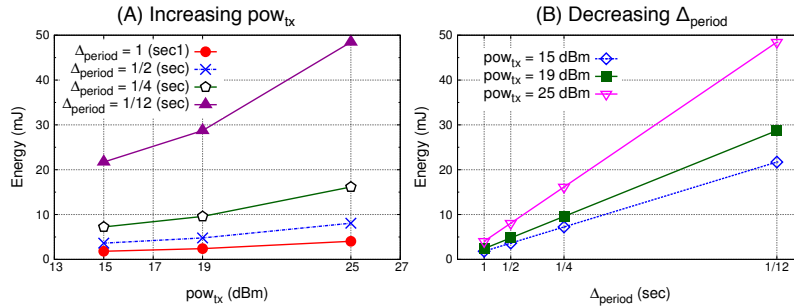 (A) Increasing pow_tx
Δ_period = 1 (sec1)
Δ_period = 1/2 (sec)
Δ_period = 1/4 (sec)
Δ_period = 1/12 (sec)
Energy (mJ)
50
40
30
20
10
0
13 15 17 19 25 27
pow_tx (dBm)
(B) Decreasing Δ_period
pow_tx = 15 dBm
pow_tx = 19 dBm
pow_tx = 25 dBm
Energy (mJ)
50
40
30
20
10
0
1 1/2 1/4 1/12
Δ_period (sec)